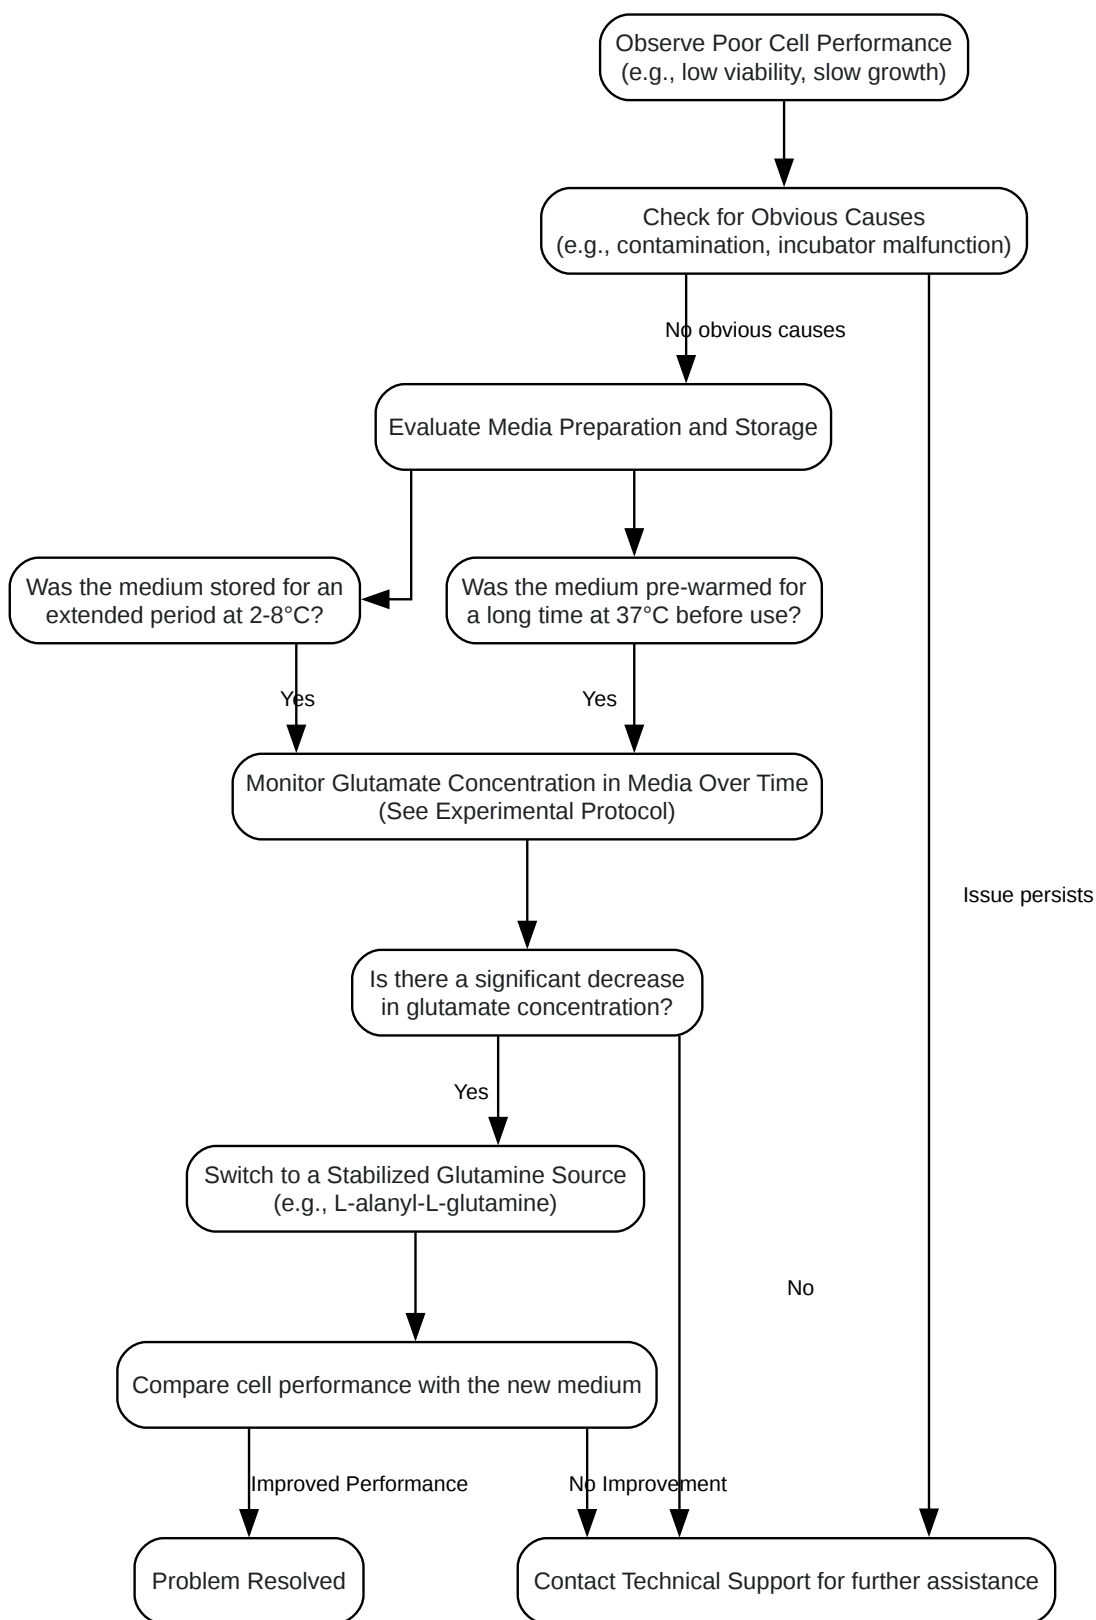 Observe Poor Cell Performance
(e.g., low viability, slow growth)
Check for Obvious Causes
(e.g., contamination, incubator malfunction)
No obvious causes
Evaluate Media Preparation and Storage
Was the medium stored for an
extended period at 2-8°C?
Was the medium pre-warmed for
a long time at 37°C before use?
Yes
Yes
Monitor Glutamate Concentration in Media Over Time
(See Experimental Protocol)
Issue persists
Is there a significant decrease
in glutamate concentration?
Yes
Switch to a Stabilized Glutamine Source
(e.g., L-alanyl-L-glutamine)
No
Compare cell performance with the new medium
Improved Performance
No Improvement
Problem Resolved
Contact Technical Support for further assistance